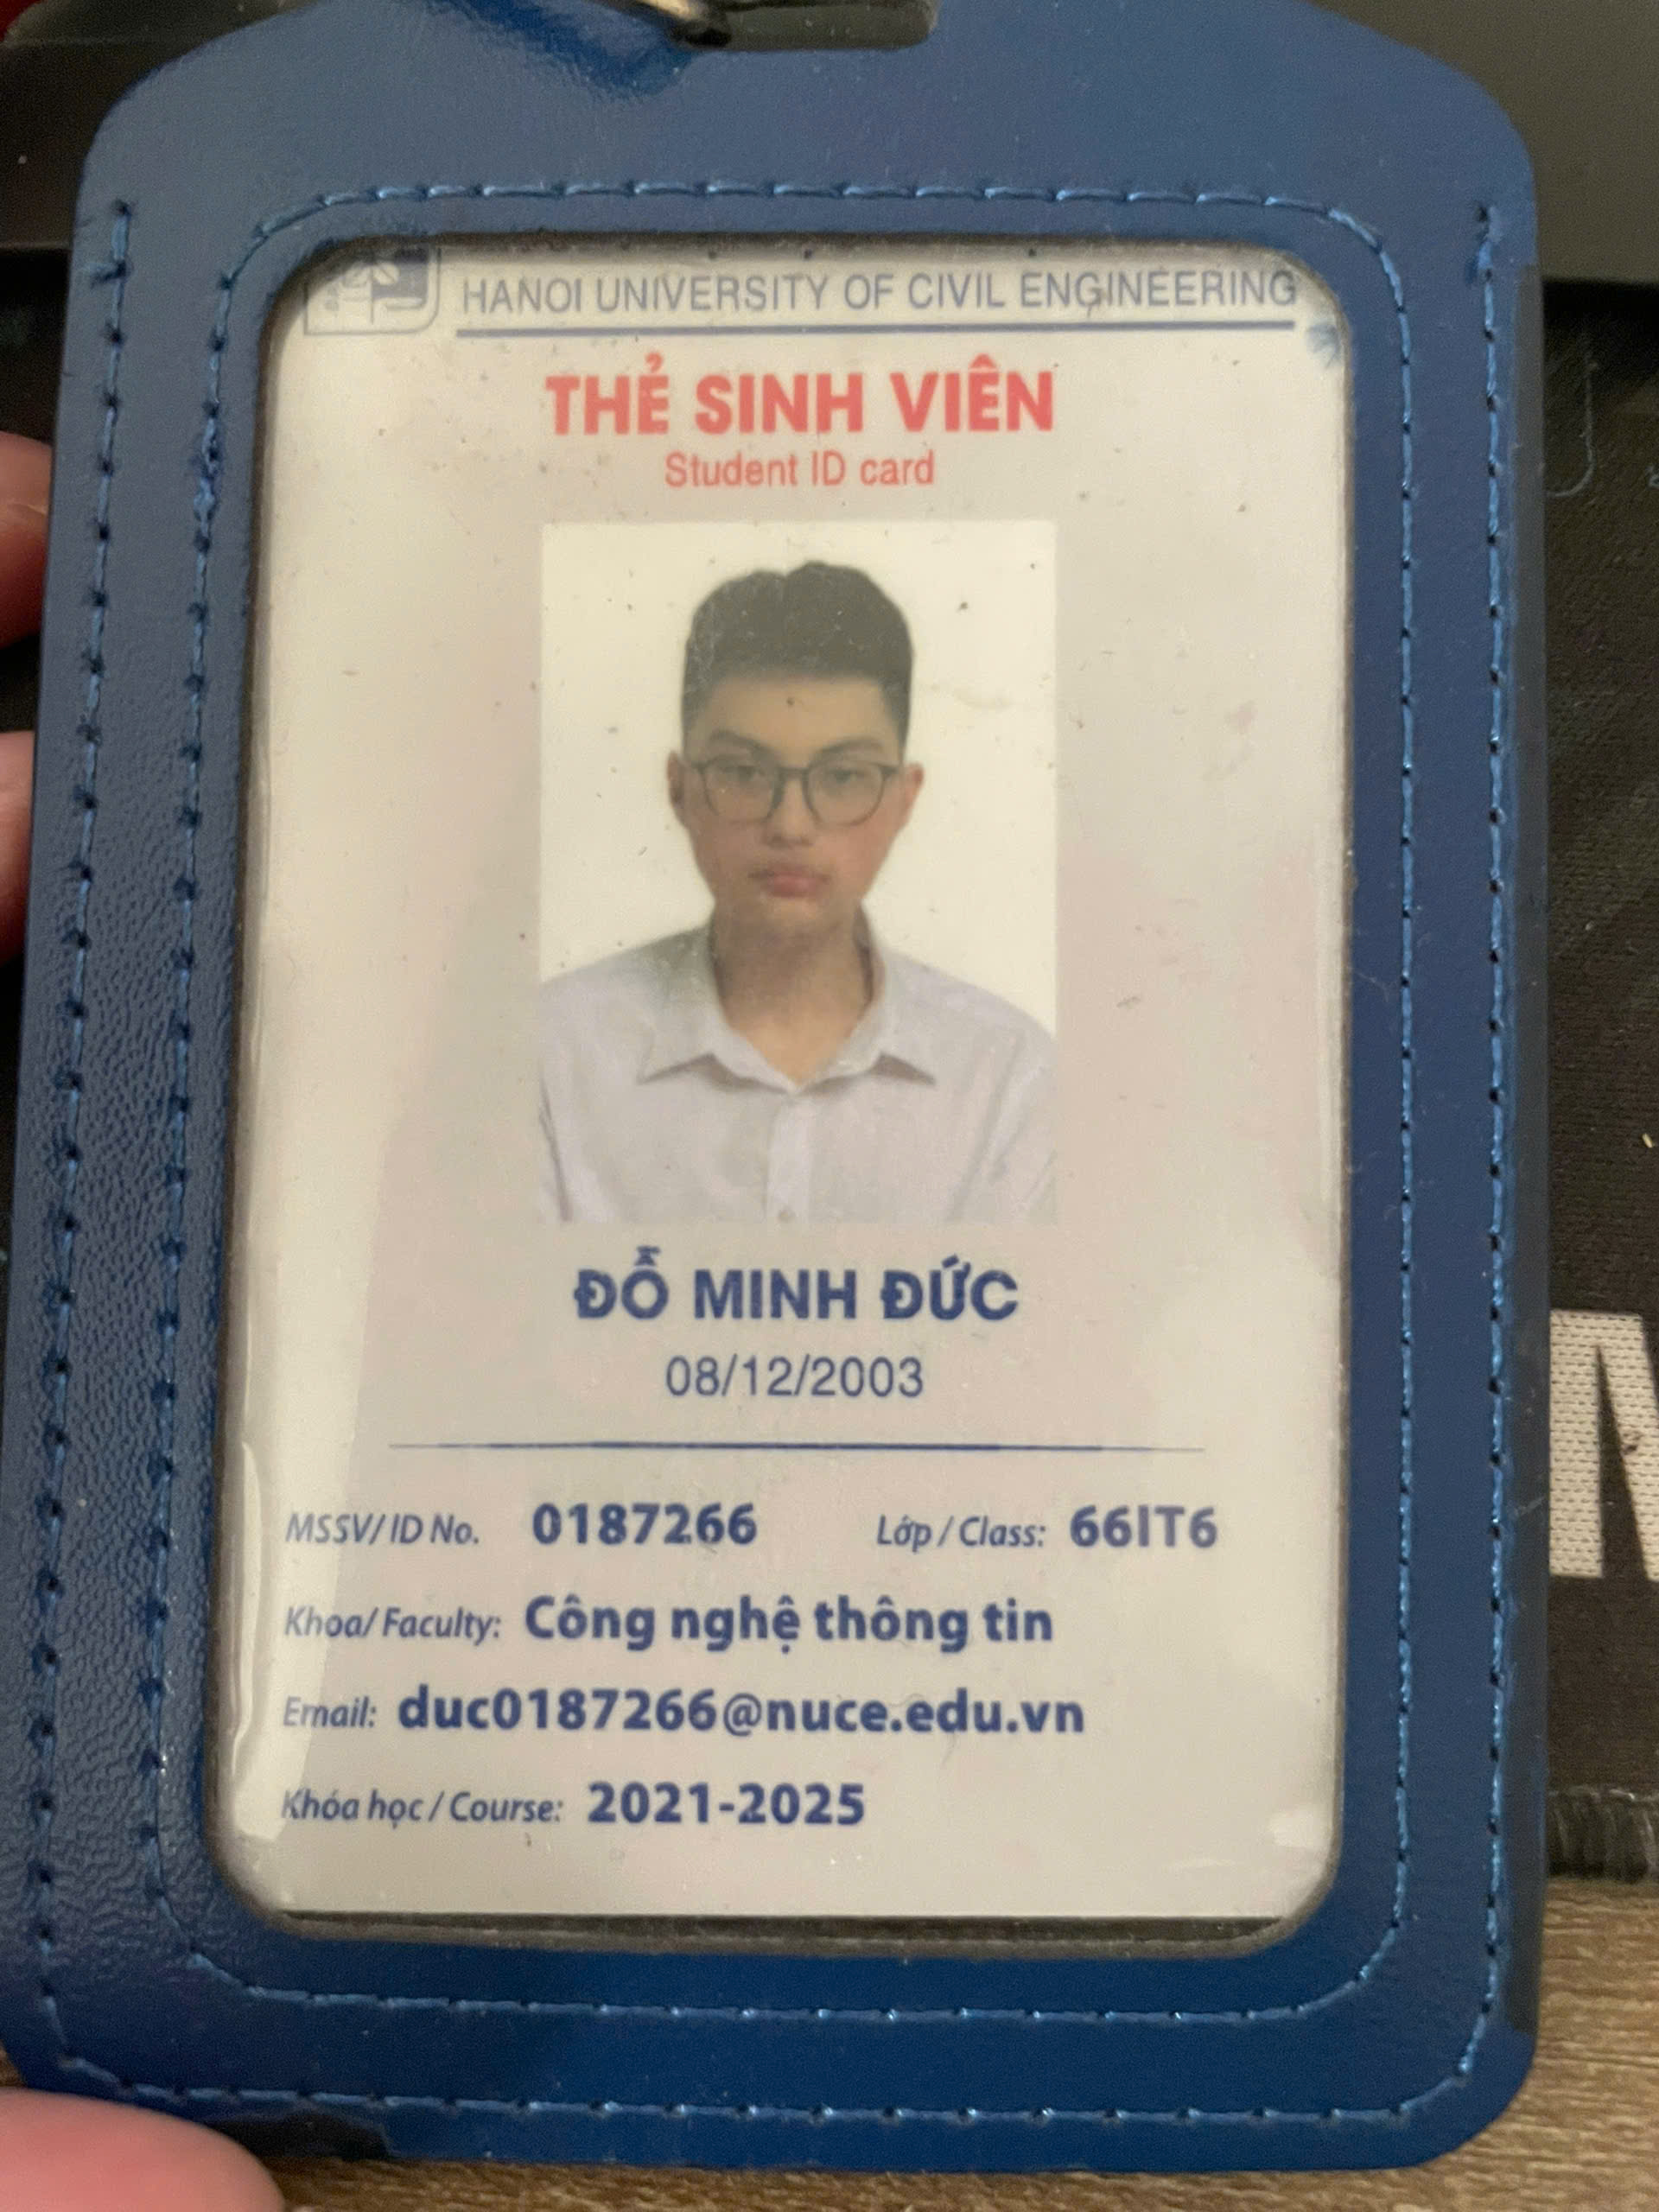 HANOI UNIVERSITY OF CIVIL ENGINEERING
THẺ SINH VIÊN
Student ID card
ĐỖ MINH ĐỨC
08/12/2003
MSSV/ID No. 0187266 Lớp/Class: 66IT6
Khoa/Faculty: Công nghệ thông tin
Email: duc0187266@nuce.edu.vn
Khóa học/Course: 2021-2025